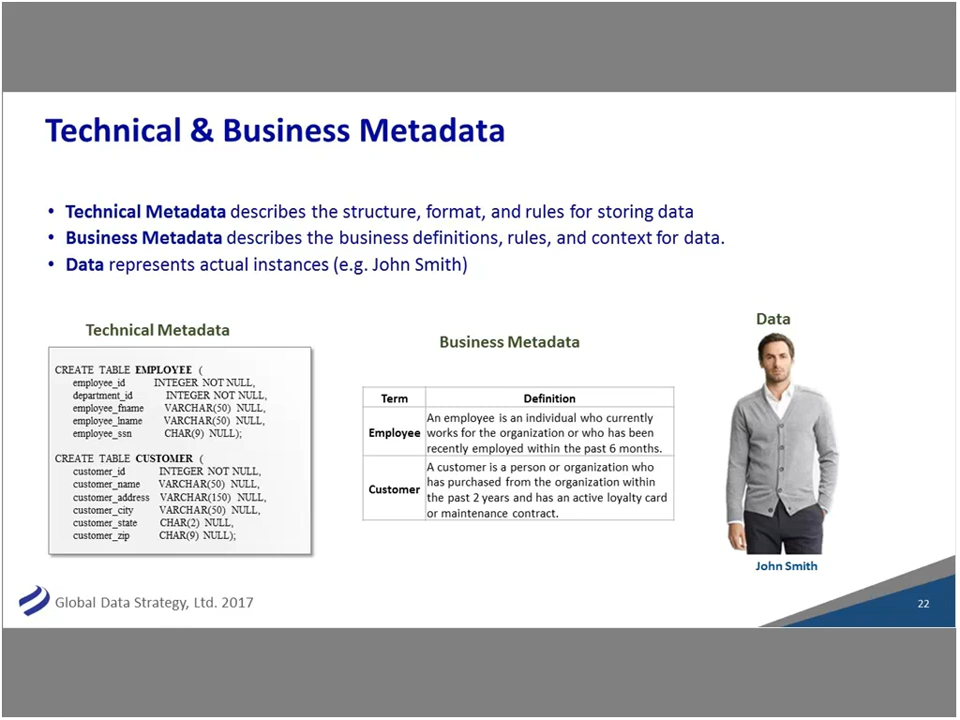 Technical & Business Metadata
• Technical Metadata describes the structure, format, and rules for storing data
• Business Metadata describes the business definitions, rules, and context for data.
• Data represents actual instances (e.g. John Smith)
Technical Metadata
CREATE TABLE EMPLOYEE (
employee_id INTEGER NOT NULL,
department_id INTEGER NOT NULL,
employee_fname VARCHAR(50) NULL,
employee_lname VARCHAR(50) NULL,
employee_ssn CHAR(9) NULL);
CREATE TABLE CUSTOMER (
customer_id INTEGER NOT NULL,
customer_name VARCHAR(50) NULL,
customer_address VARCHAR(150) NULL,
customer_city VARCHAR(50) NULL,
customer_state CHAR(2) NULL,
customer_zip CHAR(9) NULL);
Business Metadata
Term Definition
Employee
An employee is an individual who currently
works for the organization or who has been
recently employed within the past 6 months.
Customer
A customer is a person or organization who
has purchased from the organization within
the past 2 years and has an active loyalty card
or maintenance contract.
Data
John Smith
Global Data Strategy, Ltd. 2017
22